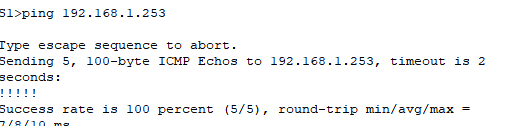 S1>ping 192.168.1.253
Type escape sequence to abort.
Sending 5, 100-byte ICMP Echos to 192.168.1.253, timeout is 2
seconds:
!!!!!
Success rate is 100 percent (5/5), round-trip min/avg/max =
7/8/10 ms